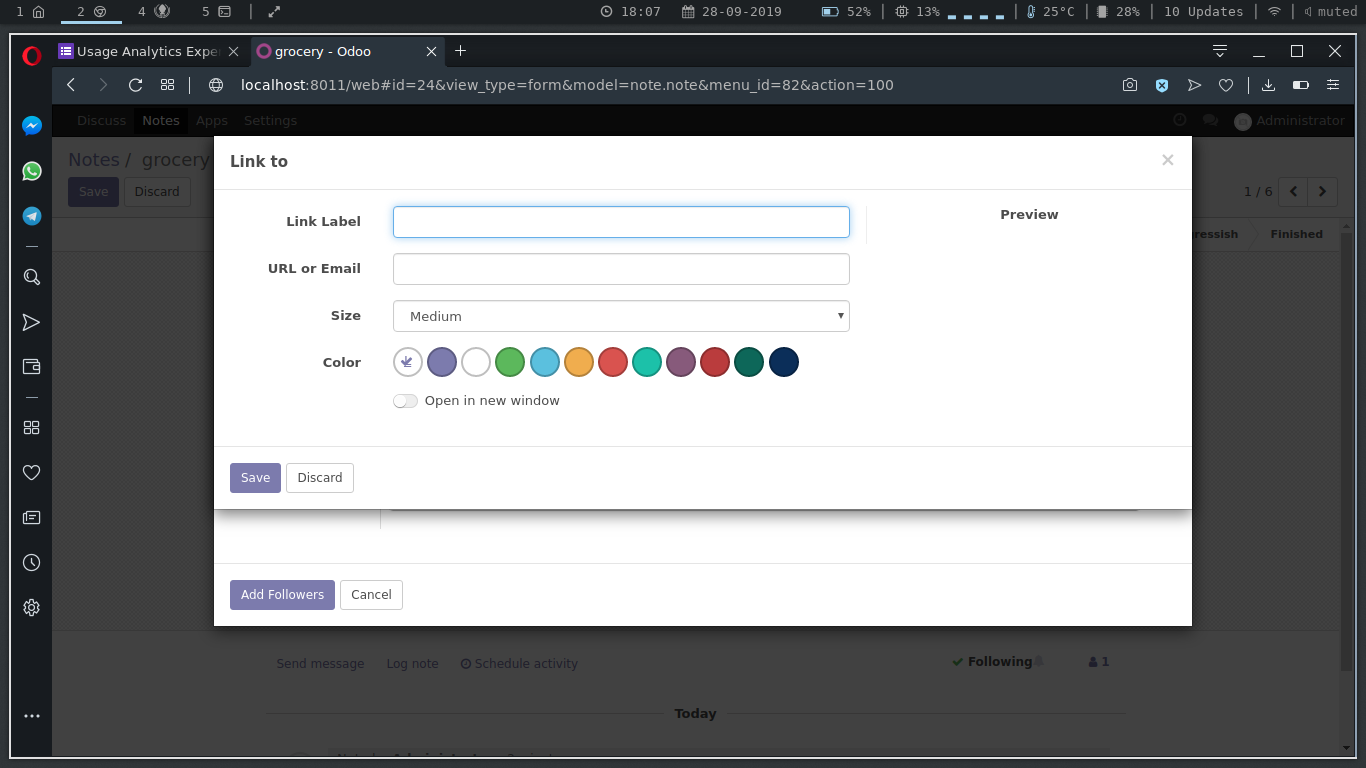 1 2 4 5 18:07 28-09-2019 52% 13% 25°C 28% 10 Updates muted
Usage Analytics Expe
grocery - Odoo
localhost:8011/web#id=24&view_type=form&model=note.note&menu_id=82&action=100
Discuss Notes Apps Settings Administrator
Notes / grocery
Save Discard
1 / 6
ressish Finished
Link to
×
Link Label
Preview
URL or Email
Size
Medium
Color
Open in new window
Save Discard
Add Followers Cancel
Send message Log note Schedule activity Following 1
Today